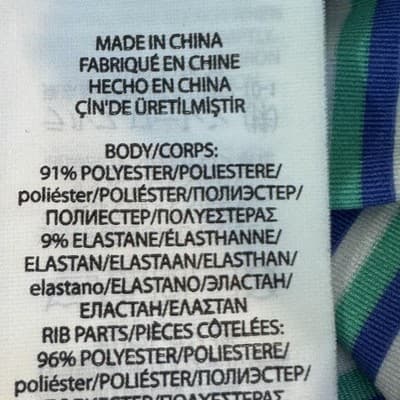 MADE IN CHINA
FABRIQUÉ EN CHINE
HECHO EN CHINA
ÇİN'DE ÜRETİLMİŞTİR
BODY/CORPS:
91% POLYESTER/POLIESTERE/
poliéster/POLIÉSTER/ПОЛИЭСТЕР/
ПОЛИЕСТЕР/ΠΟΛΥΕΣΤΕΡΑΣ
9% ELASTANE/ÉLASTHANNE/
ELASTAN/ELASTAAN/ELASTHAN/
elastano/ELASTANO/ЭЛАСТАН/
ЕЛАСТАН/ΕΛΑΣΤΑΝ
RIB PARTS/PIÈCES CÔTELÉES:
96% POLYESTER/POLIESTERE/
poliéster/POLIÉSTER/ПОЛИЭСТЕР/
ПОЛИЕСТЕР/ΠΟΛΥΕΣΤΕΡΑΣ